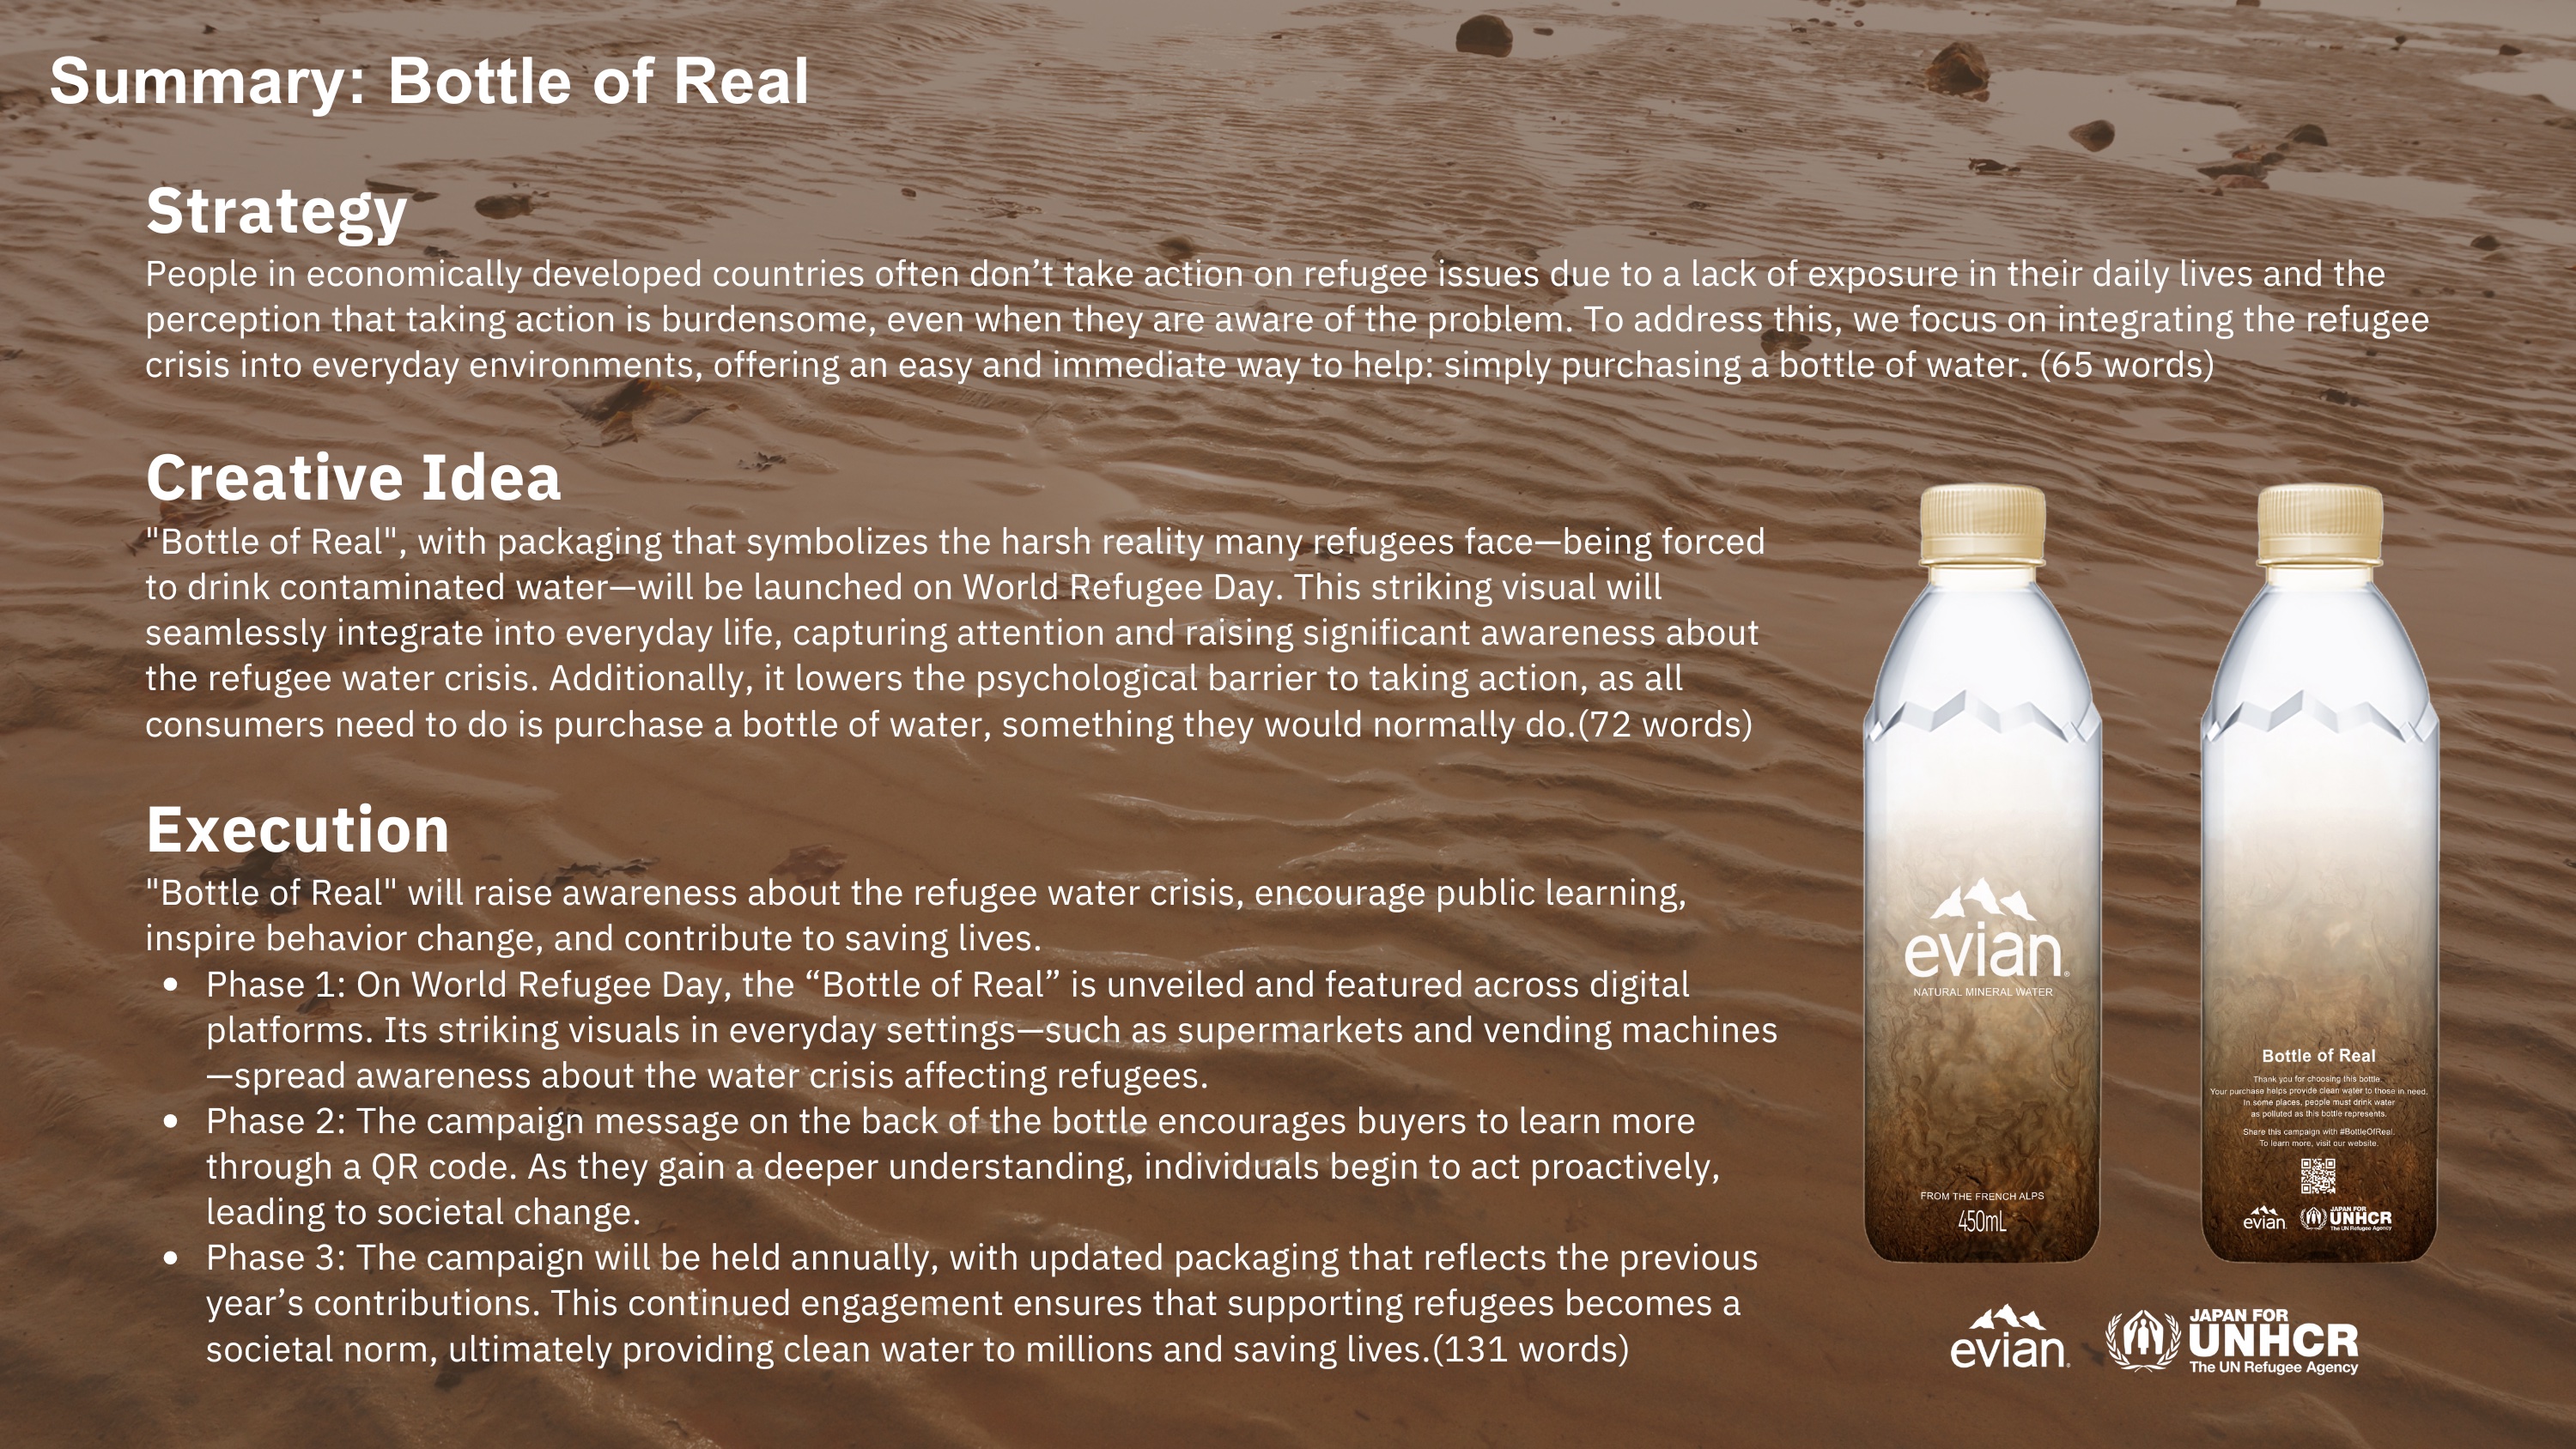 Summary: Bottle of Real
Strategy
People in economically developed countries often don’t take action on refugee issues due to a lack of exposure in their daily lives and the
perception that taking action is burdensome, even when they are aware of the problem. To address this, we focus on integrating the refugee
crisis into everyday environments, offering an easy and immediate way to help: simply purchasing a bottle of water. (65 words)
Creative Idea
"Bottle of Real", with packaging that symbolizes the harsh reality many refugees face—being forced
to drink contaminated water—will be launched on World Refugee Day. This striking visual will
seamlessly integrate into everyday life, capturing attention and raising significant awareness about
the refugee water crisis. Additionally, it lowers the psychological barrier to taking action, as all
consumers need to do is purchase a bottle of water, something they would normally do.(72 words)
Execution
"Bottle of Real" will raise awareness about the refugee water crisis, encourage public learning,
inspire behavior change, and contribute to saving lives.
• Phase 1: On World Refugee Day, the “Bottle of Real” is unveiled and featured across digital
platforms. Its striking visuals in everyday settings—such as supermarkets and vending machines
—spread awareness about the water crisis affecting refugees.
• Phase 2: The campaign message on the back of the bottle encourages buyers to learn more
through a QR code. As they gain a deeper understanding, individuals begin to act proactively,
leading to societal change.
• Phase 3: The campaign will be held annually, with updated packaging that reflects the previous
year’s contributions. This continued engagement ensures that supporting refugees becomes a
societal norm, ultimately providing clean water to millions and saving lives.(131 words)
evian®
NATURAL MINERAL WATER
FROM THE FRENCH ALPS
450mL
Bottle of Real
Thank you for choosing this bottle.
Your purchase helps provide clean water to those in need.
In some places, people must drink water
as polluted as this bottle represents.
Share this campaign with #BottleOfReal.
To learn more, visit our website.
evian
JAPAN FOR
UNHCR
The UN Refugee Agency
evian®
JAPAN FOR
UNHCR
The UN Refugee Agency